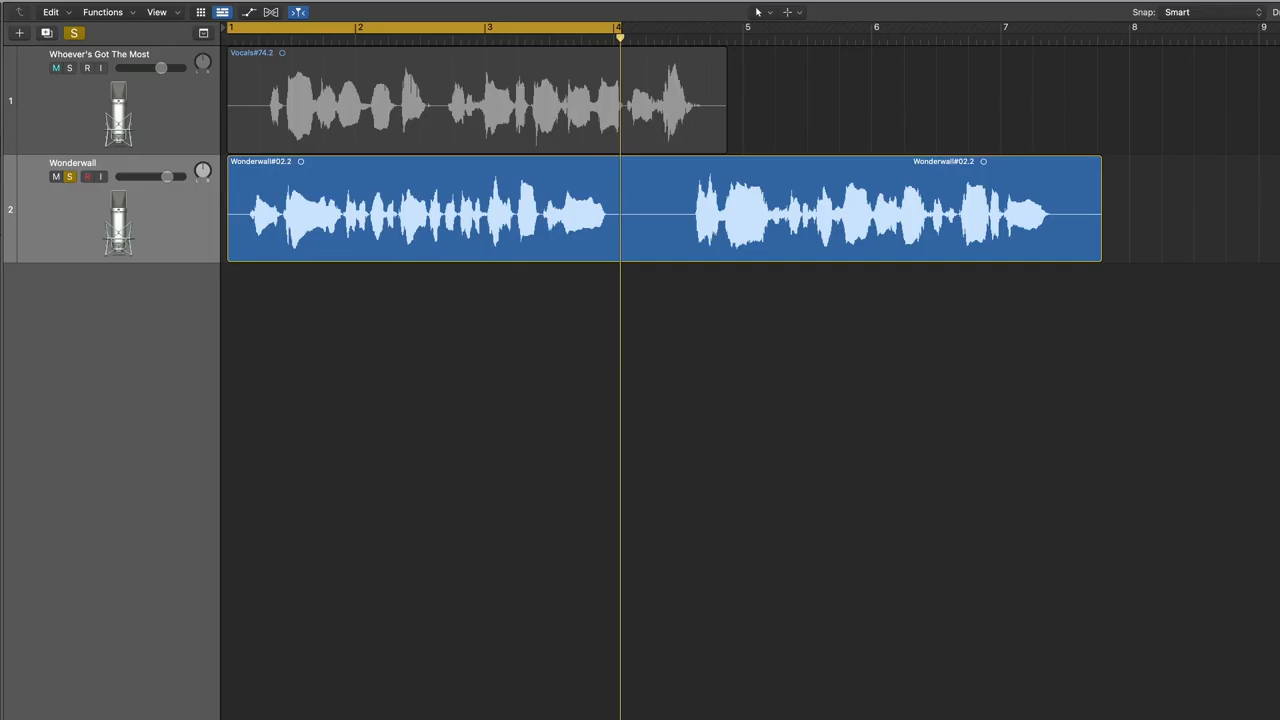 Edit Functions View Snap: Smart
S 1 2 3 4 5 6 7 8 9
Whoever's Got The Most Vocals#74.2
M S R I
1
L R
Wonderwall Wonderwall#02.2 Wonderwall#02.2
M S R I
2
L R